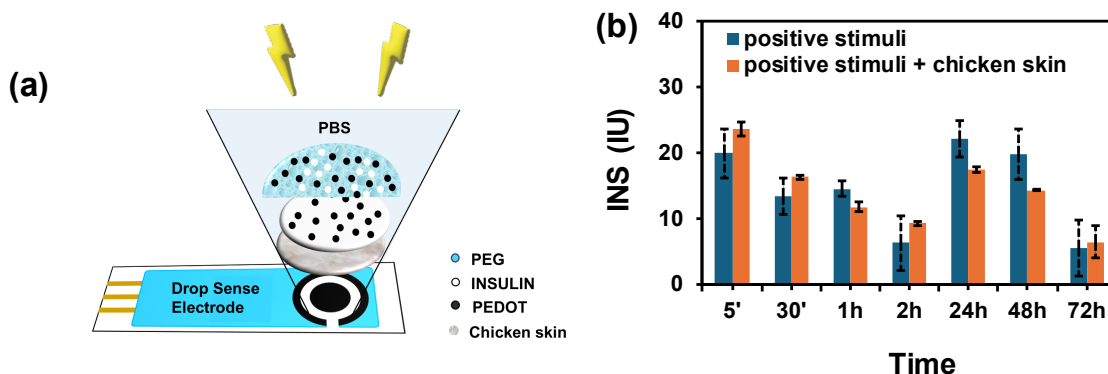 (a)
PBS
Drop Sense
Electrode
PEG
INSULIN
PEDOT
Chicken skin
(b)
positive stimuli
positive stimuli + chicken skin
INS (IU)
40
30
20
10
0
5' 30' 1h 2h 24h 48h 72h
Time